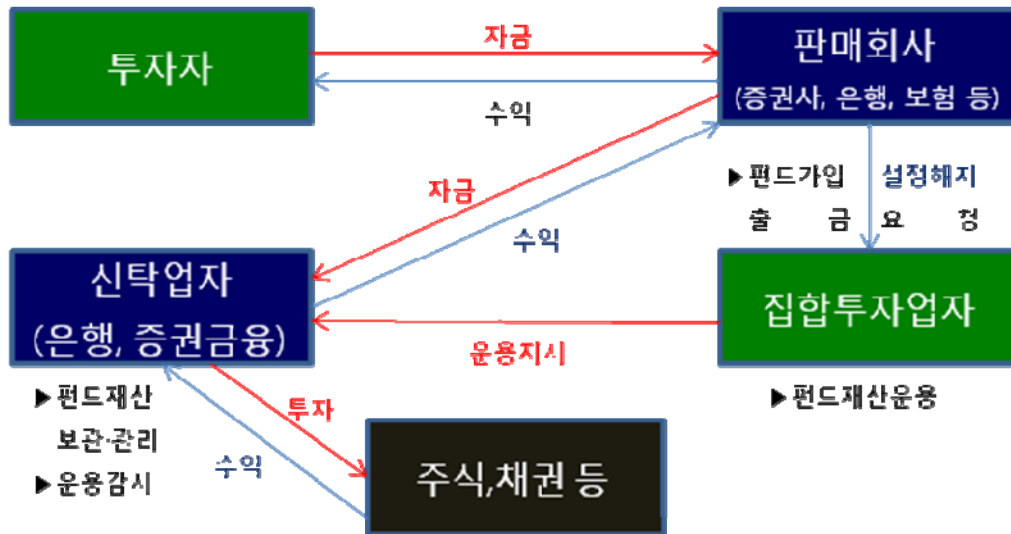 투자자
자금
수익
판매회사
(증권사, 은행, 보험 등)
▶펀드가입
설정해지
출 금 요 청
자금
수익
신탁업자
(은행, 증권금융)
운용지시
집합투자업자
▶펀드재산
보관·관리
▶운용감시
투자
수익
▶펀드재산운용
주식,채권 등